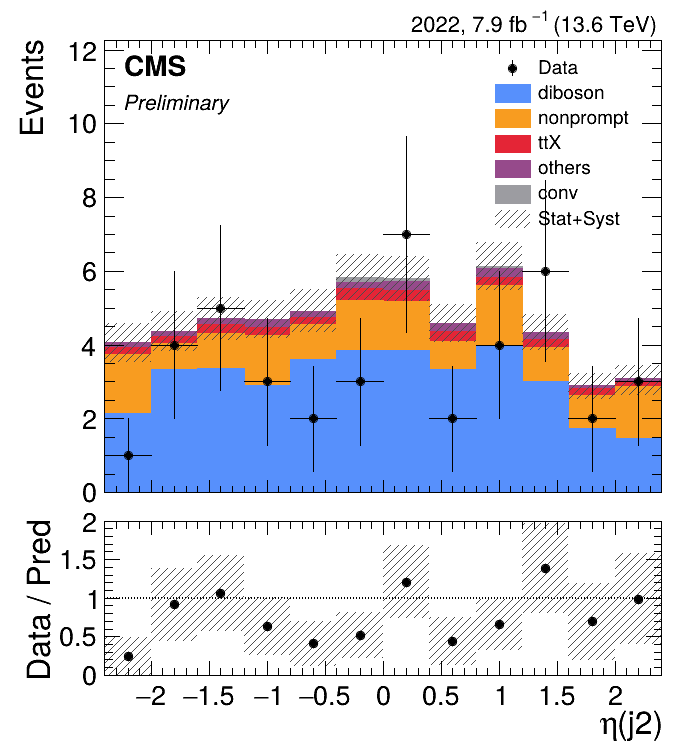 2022, 7.9 fb⁻¹ (13.6 TeV)
Events
12
10
8
6
4
2
0
CMS
Preliminary
Data
diboson
nonprompt
ttX
others
conv
Stat+Syst
Data / Pred
2
1.5
1
0.5
0
−2 −1.5 −1 −0.5 0 0.5 1 1.5 2
η(j2)